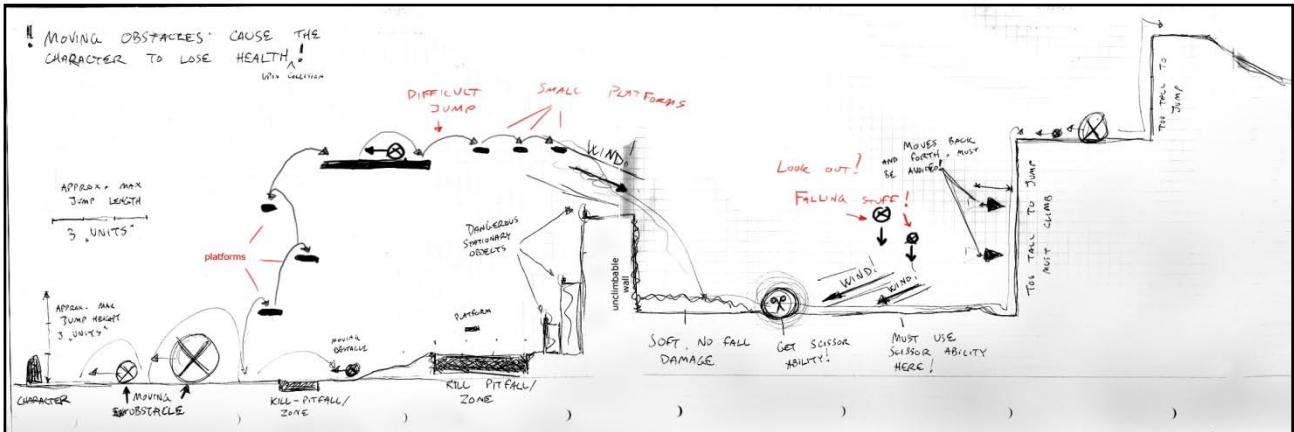 ! MOVING OBSTACLES CAUSE THE
CHARACTER TO LOSE HEALTH!
UPON COLLISION
DIFFICULT
JUMP
SMALL PLATFORMS
WIND!
APPROX. MAX
JUMP LENGTH
3 "UNITS"
platforms
APPROX. MAX
JUMP HEIGHT
3 "UNITS"
CHARACTER
MOVING
OBSTACLE
KILL-PITFALL/
ZONE
MOVING
OBSTACLE
PLATFORM
KILL PITFALL/
ZONE
DANGEROUS
STATIONARY
OBJECTS
unclimbable
wall
SOFT, NO FALL
DAMAGE
GET SCISSOR
ABILITY!
WIND!
WIND!
MUST USE
SCISSOR ABILITY
HERE!
LOOK OUT!
FALLING STUFF!
MOVES BACK
AND FORTH, MUST
BE AVOIDED!
TOO TALL TO JUMP
MUST CLIMB
TOO TALL TO
JUMP